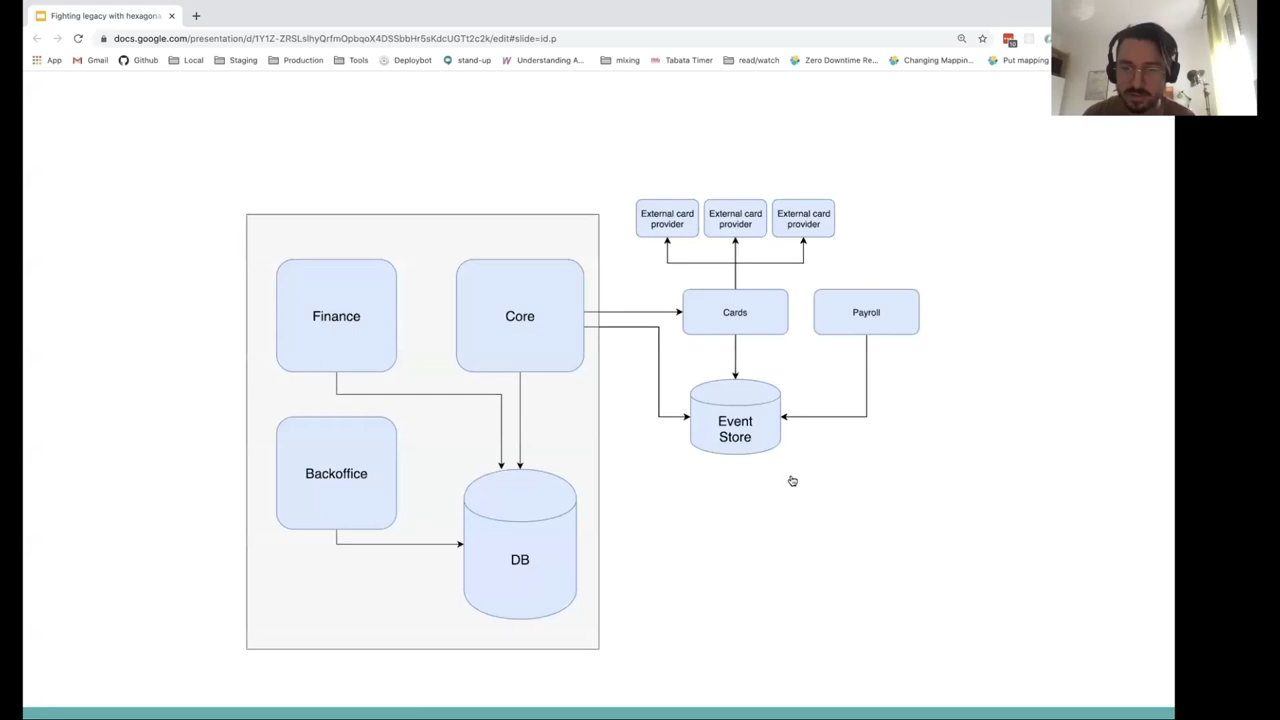 Fighting legacy with hexagona
docs.google.com/presentation/d/1Y1Z-ZRSLslhyQrfmOpbqoX4DSSbbHr5sKdcUGTt2c2k/edit#slide=id.p
App
Gmail
Github
Local
Staging
Production
Tools
Deploybot
stand-up
Understanding A...
mixing
Tabata Timer
read/watch
Zero Downtime Re...
Changing Mappin...
Put mapping
10
External card
provider
External card
provider
External card
provider
Finance
Core
Cards
Payroll
Event
Store
Backoffice
DB